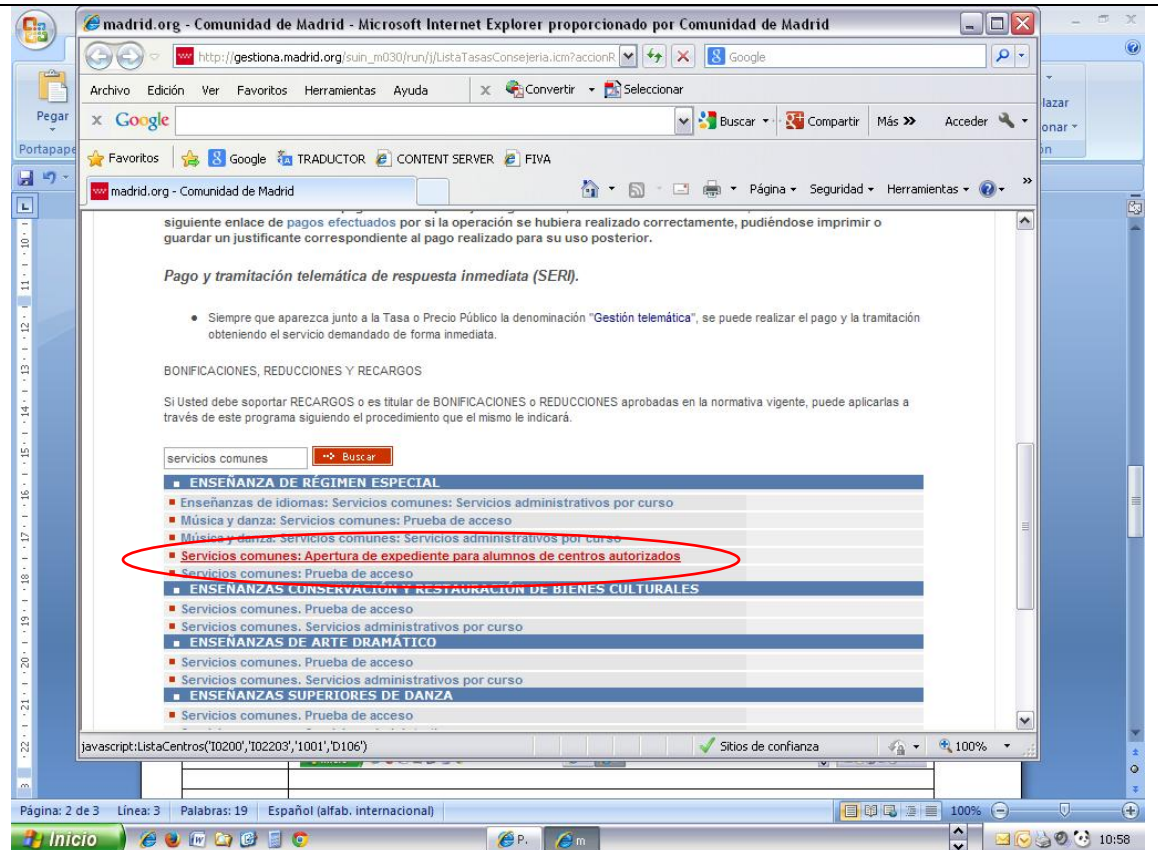 madrid.org - Comunidad de Madrid - Microsoft Internet Explorer proporcionado por Comunidad de Madrid
http://gestiona.madrid.org/suin_m030/run/j/ListaTasasConsejeria.icm?accionR
Google
Archivo Edición Ver Favoritos Herramientas Ayuda x Convertir Seleccionar
Pegar
x Google Buscar Compartir Más >> Acceder
lazar
onar
Portapape
Favoritos Google TRADUCTOR CONTENT SERVER FIVA
madrid.org - Comunidad de Madrid Página Seguridad Herramientas >>
siguiente enlace de pagos efectuados por si la operación se hubiera realizado correctamente, pudiéndose imprimir o
guardar un justificante correspondiente al pago realizado para su uso posterior.
Pago y tramitación telemática de respuesta inmediata (SERI).
• Siempre que aparezca junto a la Tasa o Precio Público la denominación "Gestión telemática", se puede realizar el pago y la tramitación
obteniendo el servicio demandado de forma inmediata.
BONIFICACIONES, REDUCCIONES Y RECARGOS
Si Usted debe soportar RECARGOS o es titular de BONIFICACIONES o REDUCCIONES aprobadas en la normativa vigente, puede aplicarlas a
través de este programa siguiendo el procedimiento que el mismo le indicará.
servicios comunes Buscar
ENSEÑANZA DE RÉGIMEN ESPECIAL
Enseñanzas de idiomas: Servicios comunes: Servicios administrativos por curso
Música y danza: Servicios comunes: Prueba de acceso
Música y danza: Servicios comunes: Servicios administrativos por curso
Servicios comunes: Apertura de expediente para alumnos de centros autorizados
Servicios comunes: Prueba de acceso
ENSEÑANZAS CONSERVACIÓN Y RESTAURACIÓN DE BIENES CULTURALES
Servicios comunes. Prueba de acceso
Servicios comunes. Servicios administrativos por curso
ENSEÑANZAS DE ARTE DRAMÁTICO
Servicios comunes. Prueba de acceso
Servicios comunes. Servicios administrativos por curso
ENSEÑANZAS SUPERIORES DE DANZA
Servicios comunes. Prueba de acceso
javascript:ListaCentros('I0200','I02203','1001','D106') Sitios de confianza 100%
Página: 2 de 3 Línea: 3 Palabras: 19 Español (alfab. internacional) 100%
Inicio P. m 10:58